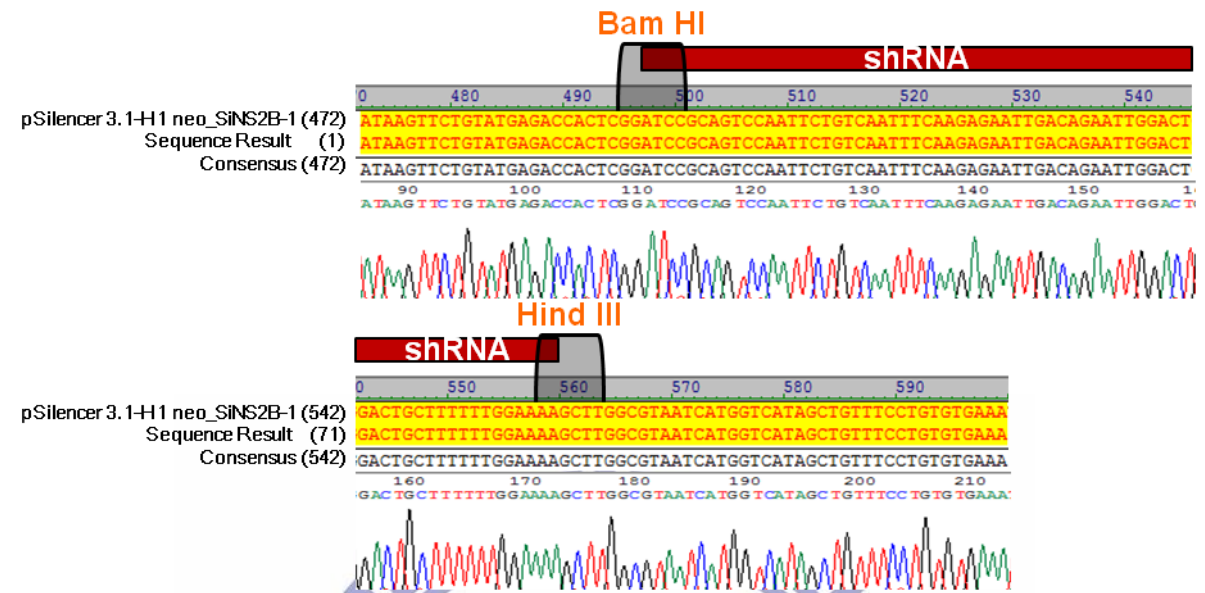 Bam HI
shRNA
0 480 490 500 510 520 530 540
pSilencer 3.1-H1 neo_SiNS2B-1 (472) ATAAGTTCTGTATGAGACCACTCGGATCCGCAGTCCAATTCTGTCAATTTCAAGAGAATTGACAGAATTGGACT
Sequence Result (1) ATAAGTTCTGTATGAGACCACTCGGATCCGCAGTCCAATTCTGTCAATTTCAAGAGAATTGACAGAATTGGACT
Consensus (472) ATAAGTTCTGTATGAGACCACTCGGATCCGCAGTCCAATTCTGTCAATTTCAAGAGAATTGACAGAATTGGACT
90 100 110 120 130 140 150
ATAAGTTCTGTATGAGACCACTCGGATCCGCAGTCCAATTCTGTCAATTTCAAGAGAATTGACAGAATTGGACT
Hind III
shRNA
0 550 560 570 580 590
pSilencer 3.1-H1 neo_SiNS2B-1 (542) GACTGCTTTTTTGGAAAAGCTTGGCGTAATCATGGTCATAGCTGTTTCCTGTGTGAAA
Sequence Result (71) GACTGCTTTTTTGGAAAAGCTTGGCGTAATCATGGTCATAGCTGTTTCCTGTGTGAAA
Consensus (542) GACTGCTTTTTTGGAAAAGCTTGGCGTAATCATGGTCATAGCTGTTTCCTGTGTGAAA
160 170 180 190 200 210
GACTGCTTTTTTGGAAAAGCTTGGCGTAATCATGGTCATAGCTGTTTCCTGTGTGAAA